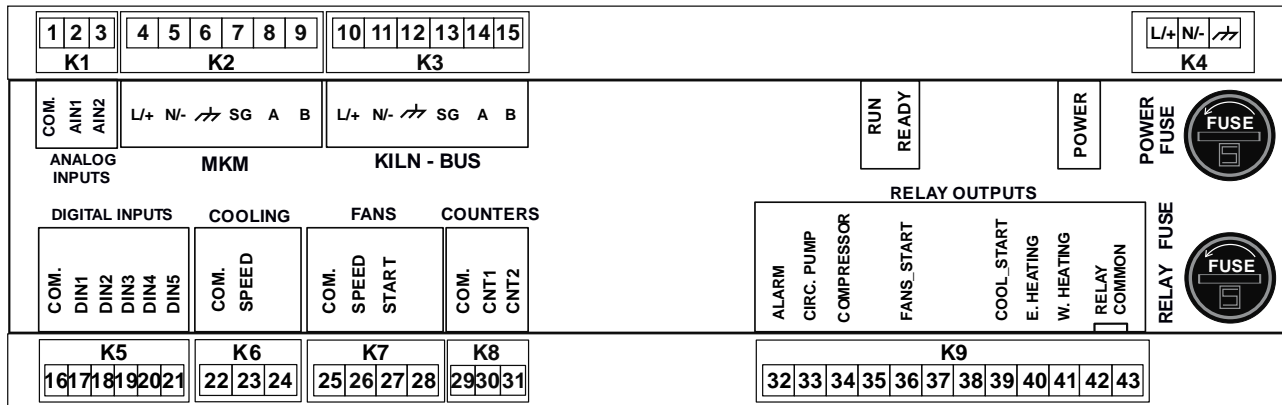 1 2 3 4 5 6 7 8 9 10 11 12 13 14 15 L/+ N/-
K1 K2 K3 K4
COM. AIN1 AIN2 L/+ N/- SG A B L/+ N/- SG A B
ANALOG INPUTS
MKM
KILN - BUS
RUN
READY
POWER
POWER FUSE
FUSE
RELAY OUTPUTS
DIGITAL INPUTS COOLING FANS COUNTERS
COM. DIN1 DIN2 DIN3 DIN4 DIN5
COM. SPEED
COM. SPEED START
COM. CNT1 CNT2
ALARM
CIRC. PUMP
COMPRESSOR
FANS_START
COOL_START
E. HEATING
W. HEATING
RELAY COMMON
RELAY FUSE
FUSE
K5 K6 K7 K8 K9
16 17 18 19 20 21 22 23 24 25 26 27 28 29 30 31 32 33 34 35 36 37 38 39 40 41 42 43